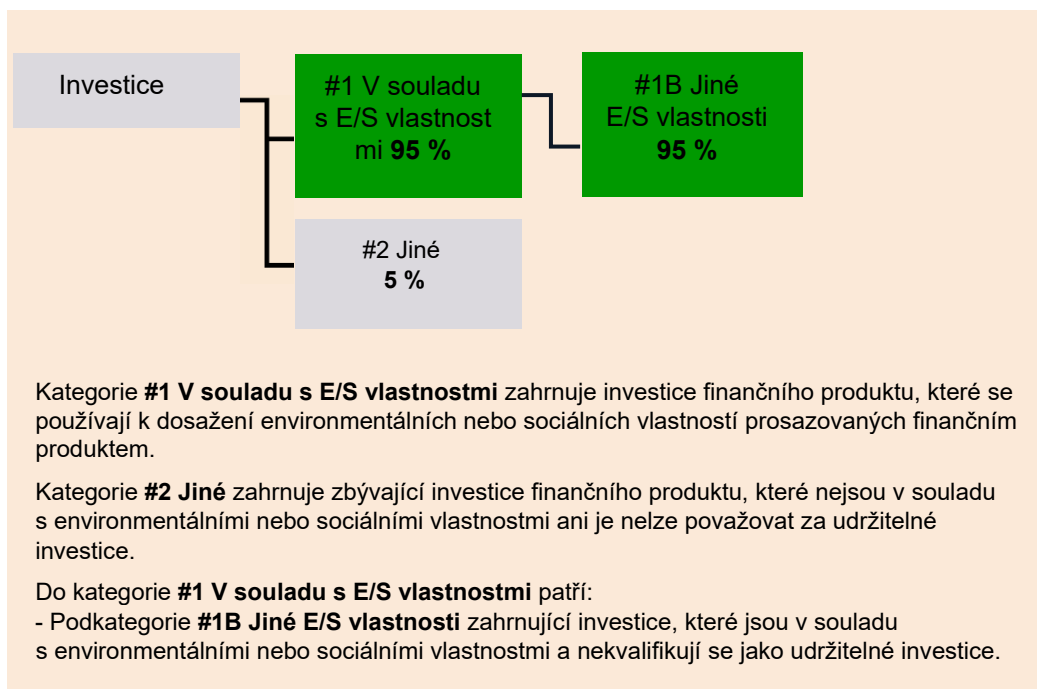 Investice
#1 V souladu
s E/S vlastnost
mi 95 %
#1B Jiné
E/S vlastnosti
95 %
#2 Jiné
5 %
Kategorie #1 V souladu s E/S vlastnostmi zahrnuje investice finančního produktu, které se
používají k dosažení environmentálních nebo sociálních vlastností prosazovaných finančním
produktem.
Kategorie #2 Jiné zahrnuje zbývající investice finančního produktu, které nejsou v souladu
s environmentálními nebo sociálními vlastnostmi ani je nelze považovat za udržitelné
investice.
Do kategorie #1 V souladu s E/S vlastnostmi patří:
- Podkategorie #1B Jiné E/S vlastnosti zahrnující investice, které jsou v souladu
s environmentálními nebo sociálními vlastnostmi a nekvalifikují se jako udržitelné investice.